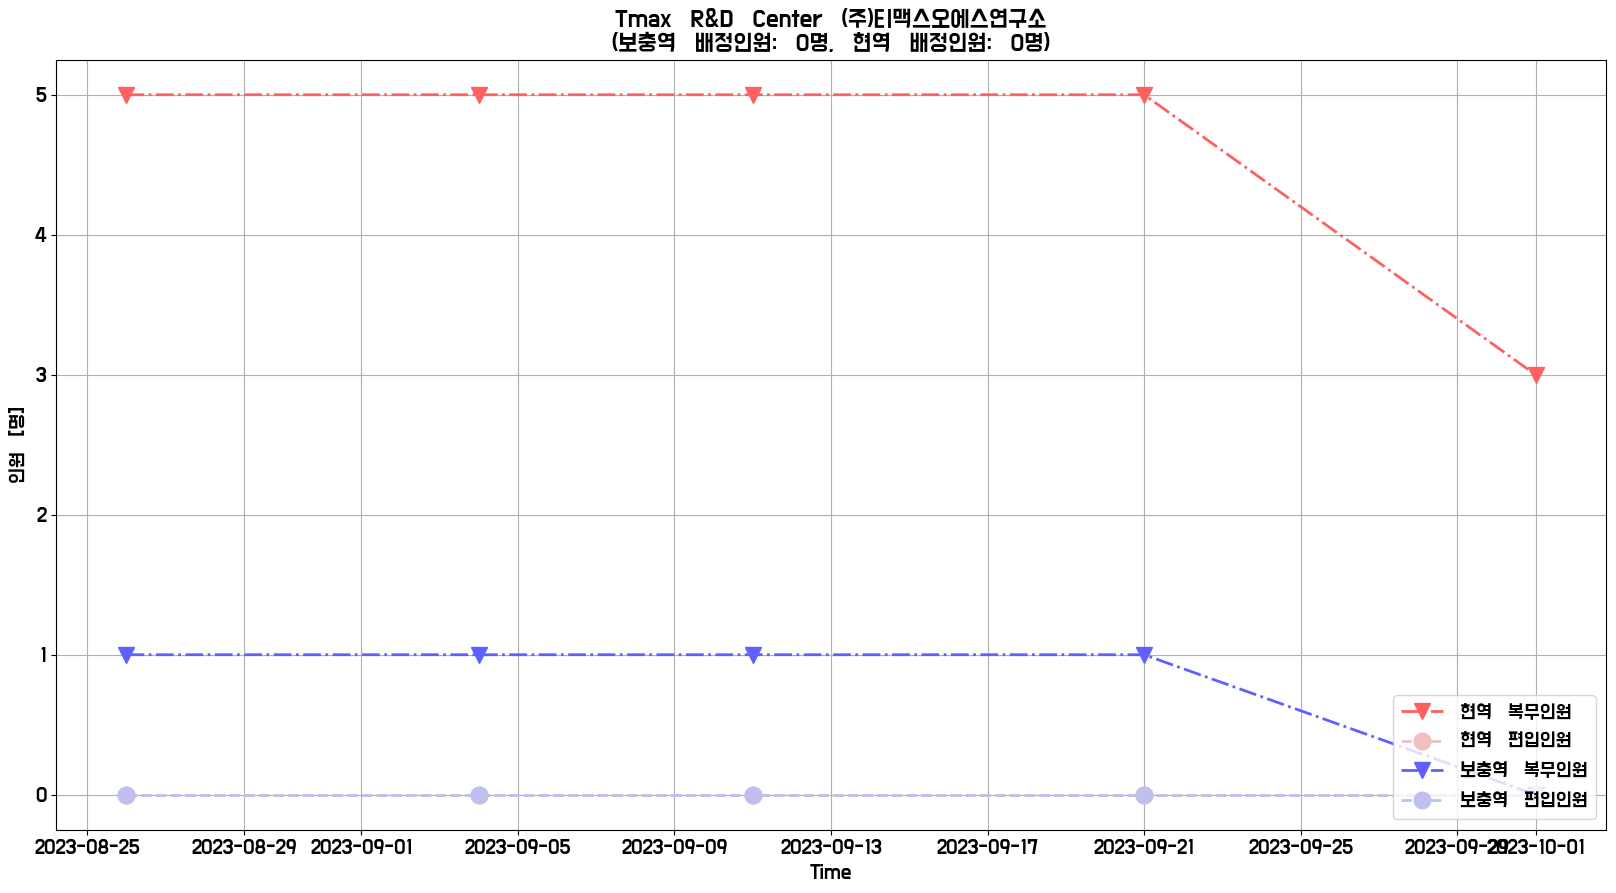 Tmax R&D Center (주)티맥스오에스연구소
(보충역 배정인원: 0명, 현역 배정인원: 0명)
인원 [명]
5
4
3
2
1
0
현역 복무인원
현역 편입인원
보충역 복무인원
보충역 편입인원
2023-08-25 2023-08-29 2023-09-01 2023-09-05 2023-09-09 2023-09-13 2023-09-17 2023-09-21 2023-09-25 2023-09-29 2023-10-01
Time